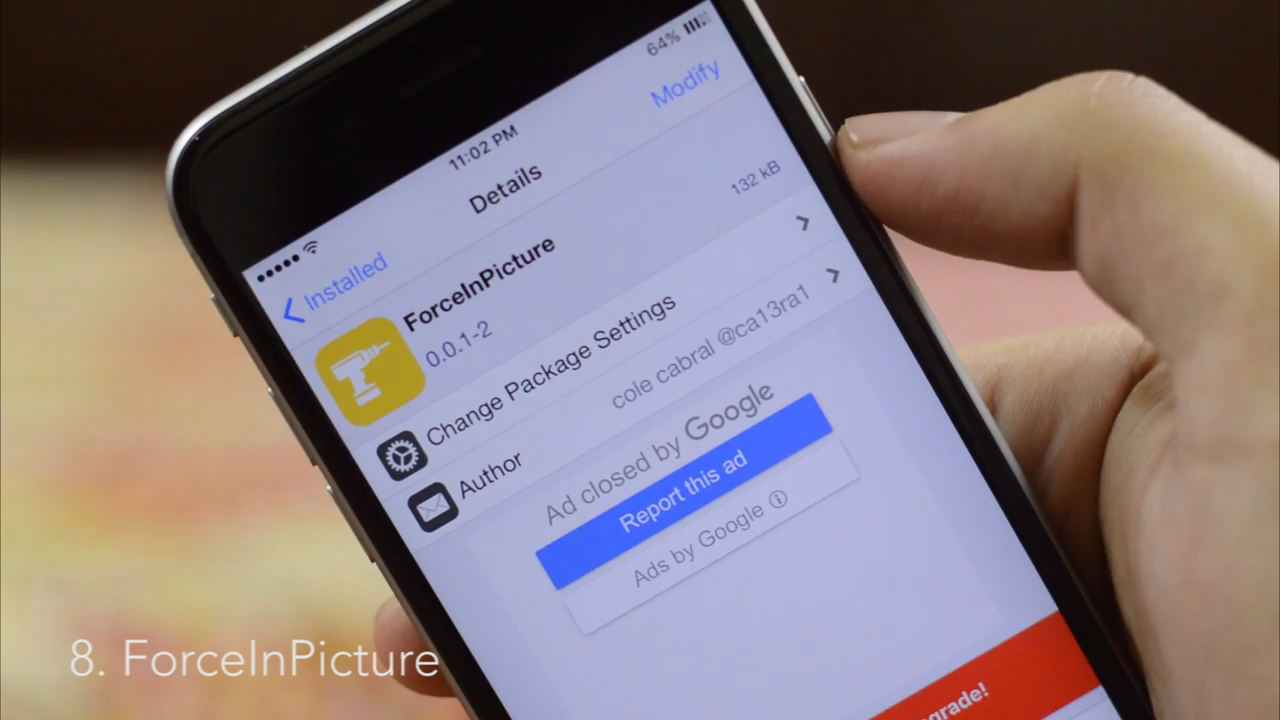 64%
11:02 PM
Modify
Details
Installed
132 kB
ForceInPicture
0.0.1-2
Change Package Settings
Author
cole cabral @ca13ra1
Ad closed by Google
Report this ad
Ads by Google
8. ForceInPicture